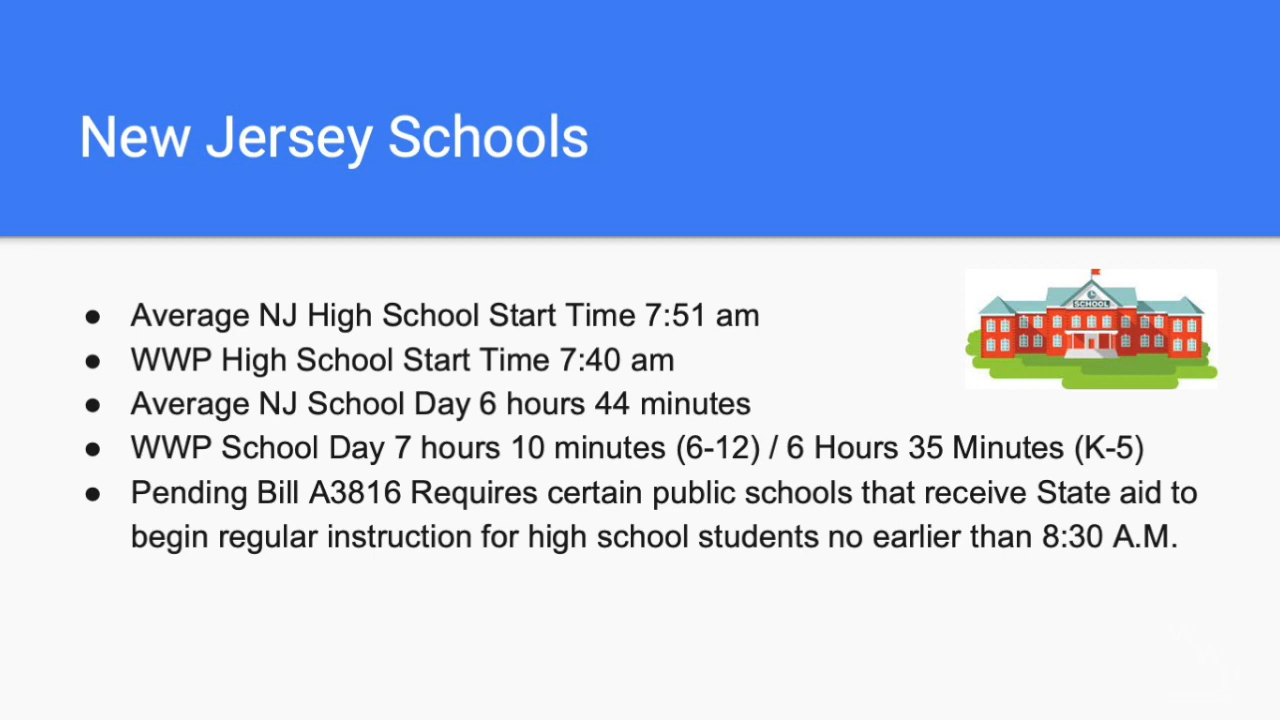 New Jersey Schools
SCHOOL
● Average NJ High School Start Time 7:51 am
● WWP High School Start Time 7:40 am
● Average NJ School Day 6 hours 44 minutes
● WWP School Day 7 hours 10 minutes (6-12) / 6 Hours 35 Minutes (K-5)
● Pending Bill A3816 Requires certain public schools that receive State aid to
begin regular instruction for high school students no earlier than 8:30 A.M.